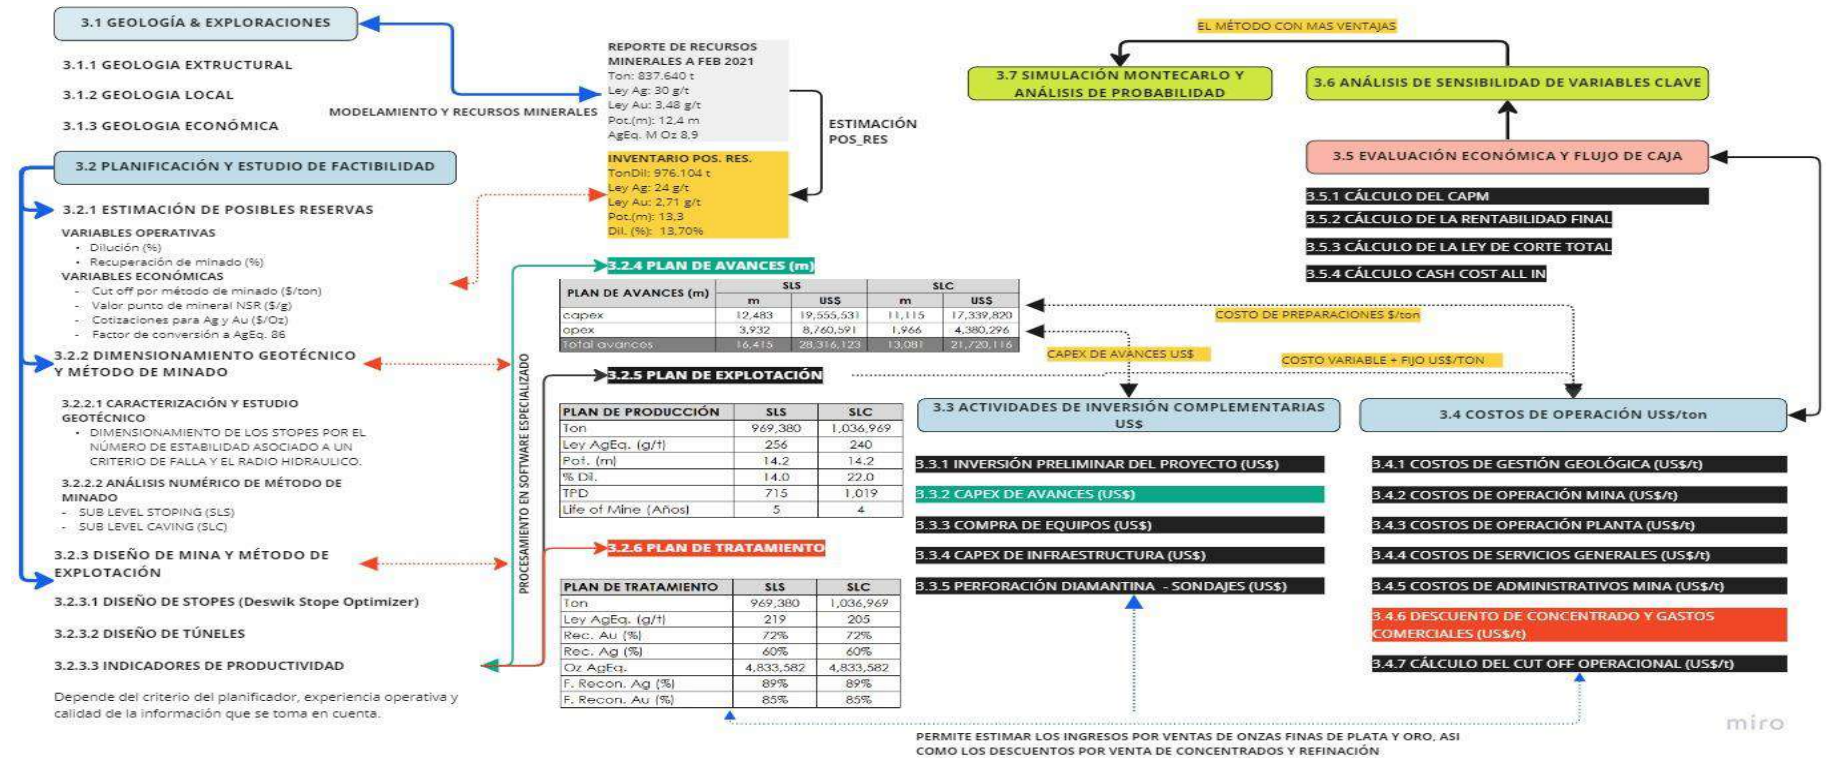 3.1 GEOLOGÍA & EXPLORACIONES
3.1.1 GEOLOGIA EXTRUCTURAL
3.1.2 GEOLOGIA LOCAL
3.1.3 GEOLOGIA ECONÓMICA
MODELAMIENTO Y RECURSOS MINERALES
REPORTE DE RECURSOS
MINERALES A FEB 2021
Ton: 837.640 t
Ley Ag: 30 g/t
Ley Au: 3,48 g/t
Pot.(m): 12,4 m
AgEq. M Oz 8,9
ESTIMACIÓN
POS_RES
INVENTARIO POS. RES.
TonDil: 976.104 t
Ley Ag: 24 g/t
Ley Au: 2,71 g/t
Pot.(m): 13,3
Dil. (%): 13,70%
3.2 PLANIFICACIÓN Y ESTUDIO DE FACTIBILIDAD
3.2.1 ESTIMACIÓN DE POSIBLES RESERVAS
VARIABLES OPERATIVAS
• Dilución (%)
• Recuperación de minado (%)
VARIABLES ECONÓMICAS
- Cut off por método de minado ($/ton)
- Valor punto de mineral NSR ($/g)
- Cotizaciones para Ag y Au ($/Oz)
- Factor de conversión a AgEq. 86
3.2.2 DIMENSIONAMIENTO GEOTÉCNICO
Y MÉTODO DE MINADO
3.2.2.1 CARACTERIZACIÓN Y ESTUDIO
GEOTÉCNICO
• DIMENSIONAMIENTO DE LOS STOPES POR EL
NÚMERO DE ESTABILIDAD ASOCIADO A UN
CRITERIO DE FALLA Y EL RADIO HIDRAULICO.
3.2.2.2 ANÁLISIS NUMÉRICO DE MÉTODO DE
MINADO
- SUB LEVEL STOPING (SLS)
- SUB LEVEL CAVING (SLC)
3.2.3 DISEÑO DE MINA Y MÉTODO DE
EXPLOTACIÓN
3.2.3.1 DISEÑO DE STOPES (Deswik Stope Optimizer)
3.2.3.2 DISEÑO DE TÚNELES
3.2.3.3 INDICADORES DE PRODUCTIVIDAD
Depende del criterio del planificador, experiencia operativa y
calidad de la información que se toma en cuenta.
PROCESAMIENTO EN SOFTWARE ESPECIALIZADO
3.2.4 PLAN DE AVANCES (m)
PLAN DE AVANCES (m) SLS SLC
m US$ m US$
capex 12,483 19,555,531 11,115 17,339,820
opex 3,932 8,760,591 1,966 4,380,296
Total avances 16,415 28,316,123 13,081 21,720,116
3.2.5 PLAN DE EXPLOTACIÓN
PLAN DE PRODUCCIÓN SLS SLC
Ton 969,380 1,036,969
Ley AgEq. (g/t) 256 240
Pot. (m) 14.2 14.2
% Dil. 14.0 22.0
TPD 715 1,019
Life of Mine (Años) 5 4
3.2.6 PLAN DE TRATAMIENTO
PLAN DE TRATAMIENTO SLS SLC
Ton 969,380 1,036,969
Ley AgEq. (g/t) 219 205
Rec. Au (%) 72% 72%
Rec. Ag (%) 60% 60%
Oz AgEq. 4,833,582 4,833,582
F. Recon. Ag (%) 89% 89%
F. Recon. Au (%) 85% 85%
EL MÉTODO CON MAS VENTAJAS
3.7 SIMULACIÓN MONTECARLO Y
ANÁLISIS DE PROBABILIDAD
3.6 ANÁLISIS DE SENSIBILIDAD DE VARIABLES CLAVE
3.5 EVALUACIÓN ECONÓMICA Y FLUJO DE CAJA
3.5.1 CÁLCULO DEL CAPM
3.5.2 CÁLCULO DE LA RENTABILIDAD FINAL
3.5.3 CÁLCULO DE LA LEY DE CORTE TOTAL
3.5.4 CÁLCULO CASH COST ALL IN
COSTO DE PREPARACIONES $/ton
CAPEX DE AVANCES US$
COSTO VARIABLE + FIJO US$/TON
3.3 ACTIVIDADES DE INVERSIÓN COMPLEMENTARIAS
US$
3.3.1 INVERSIÓN PRELIMINAR DEL PROYECTO (US$)
3.3.2 CAPEX DE AVANCES (US$)
3.3.3 COMPRA DE EQUIPOS (US$)
3.3.4 CAPEX DE INFRAESTRUCTURA (US$)
3.3.5 PERFORACIÓN DIAMANTINA - SONDAJES (US$)
3.4 COSTOS DE OPERACIÓN US$/ton
3.4.1 COSTOS DE GESTIÓN GEOLÓGICA (US$/t)
3.4.2 COSTOS DE OPERACIÓN MINA (US$/t)
3.4.3 COSTOS DE OPERACIÓN PLANTA (US$/t)
3.4.4 COSTOS DE SERVICIOS GENERALES (US$/t)
3.4.5 COSTOS DE ADMINISTRATIVOS MINA (US$/t)
3.4.6 DESCUENTO DE CONCENTRADO Y GASTOS
COMERCIALES (US$/t)
3.4.7 CÁLCULO DEL CUT OFF OPERACIONAL (US$/t)
PERMITE ESTIMAR LOS INGRESOS POR VENTAS DE ONZAS FINAS DE PLATA Y ORO, ASI
COMO LOS DESCUENTOS POR VENTA DE CONCENTRADOS Y REFINACIÓN
miro